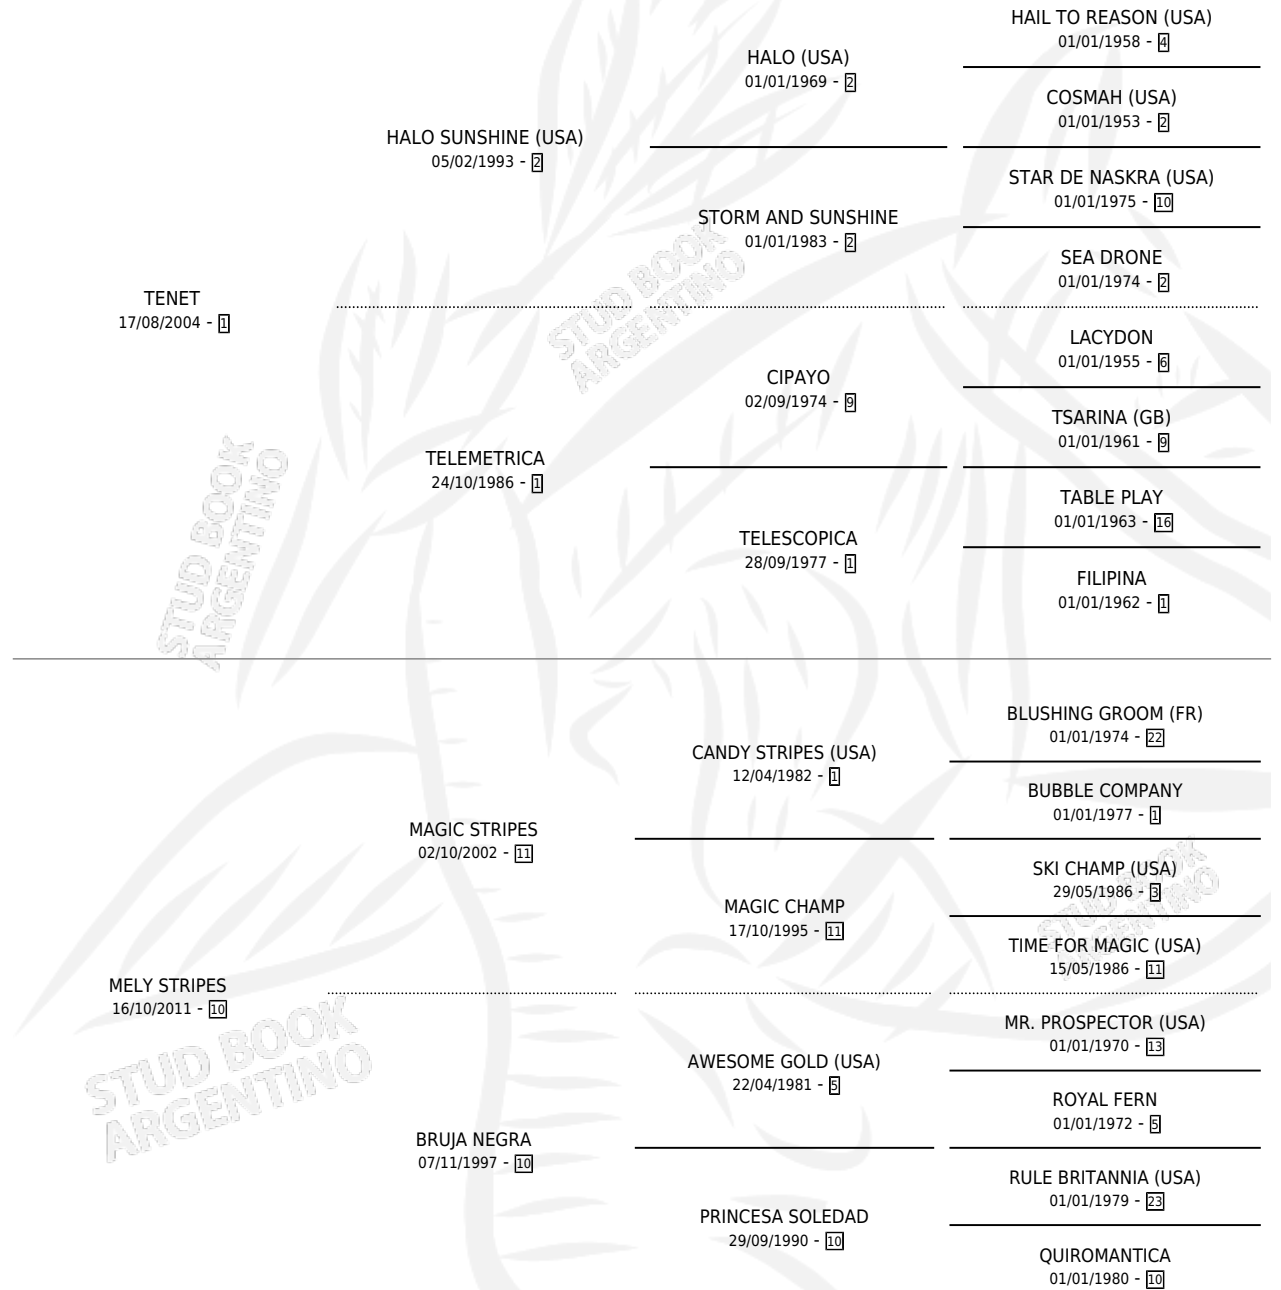 HAIL TO REASON (USA)
01/01/1958 - 4
HALO (USA)
01/01/1969 - 2
COSMAH (USA)
01/01/1953 - 2
HALO SUNSHINE (USA)
05/02/1993 - 2
STAR DE NASKRA (USA)
01/01/1975 - 10
STORM AND SUNSHINE
01/01/1983 - 2
SEA DRONE
01/01/1974 - 2
TENET
17/08/2004 - 1
LACYDON
01/01/1955 - 6
CIPAYO
02/09/1974 - 9
TSARINA (GB)
01/01/1961 - 9
TELEMETRICA
24/10/1986 - 1
TABLE PLAY
01/01/1963 - 16
TELESCOPICA
28/09/1977 - 1
FILIPINA
01/01/1962 - 1
BLUSHING GROOM (FR)
01/01/1974 - 22
CANDY STRIPES (USA)
12/04/1982 - 1
BUBBLE COMPANY
01/01/1977 - 1
MAGIC STRIPES
02/10/2002 - 11
SKI CHAMP (USA)
29/05/1986 - 3
MAGIC CHAMP
17/10/1995 - 11
TIME FOR MAGIC (USA)
15/05/1986 - 11
MELY STRIPES
16/10/2011 - 10
MR. PROSPECTOR (USA)
01/01/1970 - 13
AWESOME GOLD (USA)
22/04/1981 - 5
ROYAL FERN
01/01/1972 - 5
BRUJA NEGRA
07/11/1997 - 10
RULE BRITANNIA (USA)
01/01/1979 - 23
PRINCESA SOLEDAD
29/09/1990 - 10
QUIROMANTICA
01/01/1980 - 10
STUD BOOK
ARGENTINO
STUD BOOK
ARGENTINO
STUD BOOK
ARGENTINO
STUD BOOK
ARGENTINO